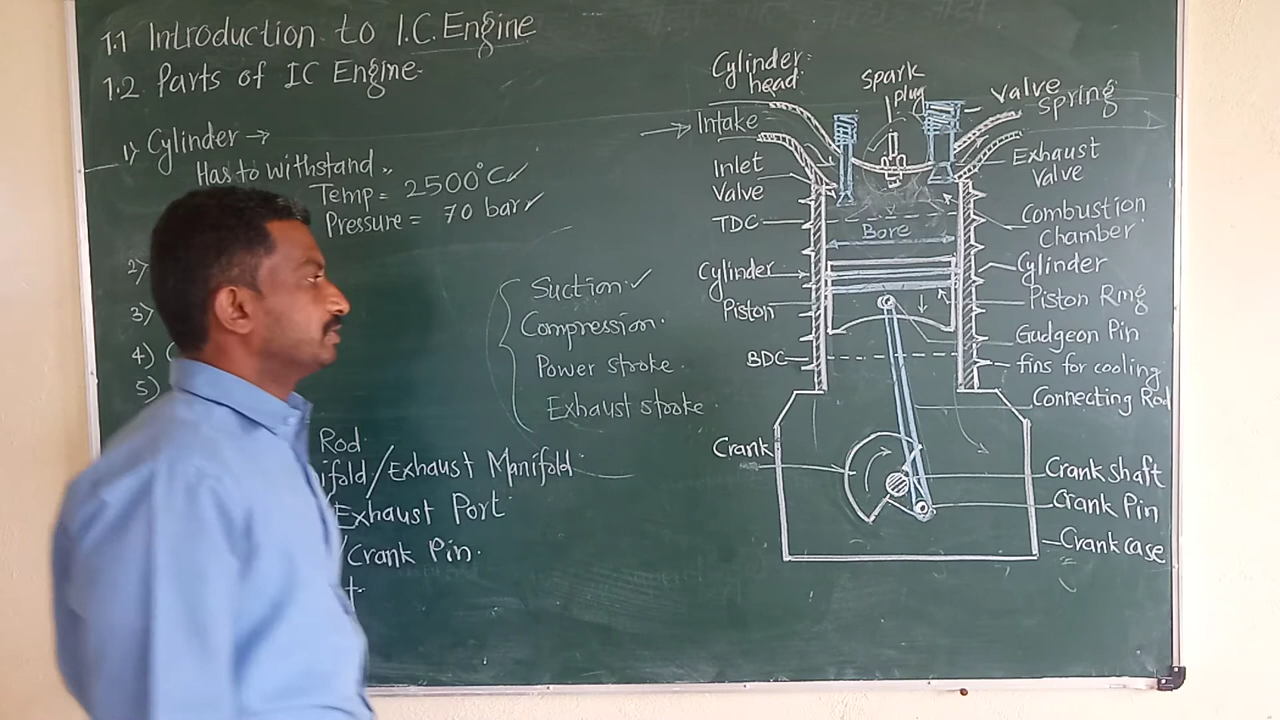 1.1 Introduction to I.C. Engine
1.2 Parts of IC Engine
1) Cylinder →
Has to withstand,,
Temp = 2500°C ✓
Pressure = 70 bar ✓
2)
3)
4)
5)
Rod
ifold/Exhaust Manifold
Exhaust Port
/Crank Pin.
t
Suction ✓
Compression.
Power stroke.
Exhaust stroke.
Cylinder head
Spark plug
Valve spring
Intake
Inlet Valve
Exhaust Valve
TDC
Bore
Combustion Chamber
Cylinder
Cylinder
Piston
Piston Ring
Gudgeon Pin
BDC
fins for cooling
Connecting Rod
Crank
Crank shaft
Crank Pin
Crank case